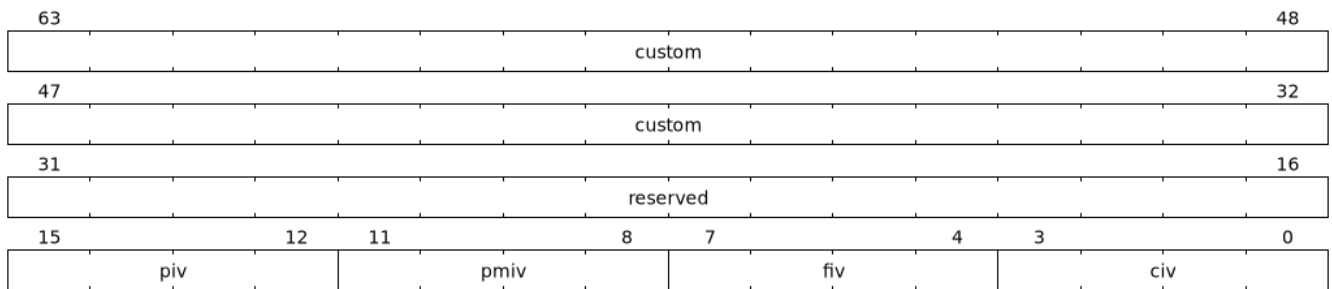 63 48
custom
47 32
custom
31 16
reserved
15 12 11 8 7 4 3 0
piv pmiv fiv civ